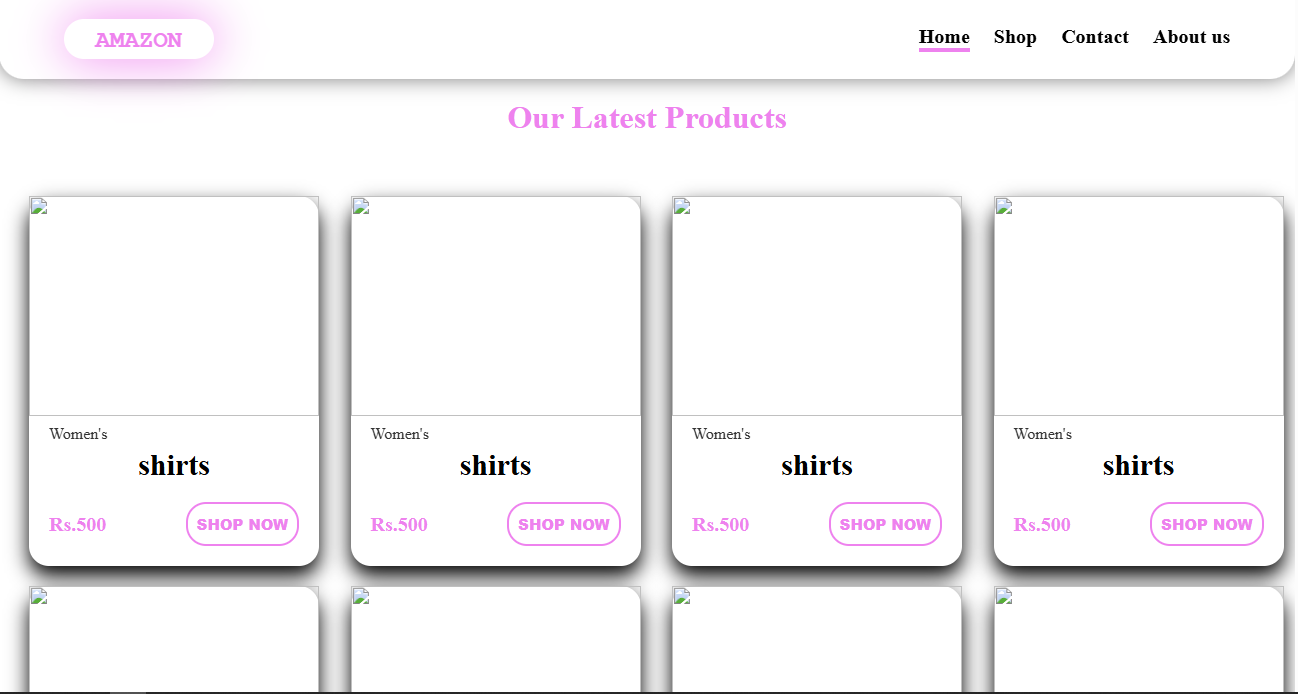 AMAZON
Home Shop Contact About us
Our Latest Products
Women's Women's Women's Women's
shirts shirts shirts shirts
Rs.500 SHOP NOW Rs.500 SHOP NOW Rs.500 SHOP NOW Rs.500 SHOP NOW